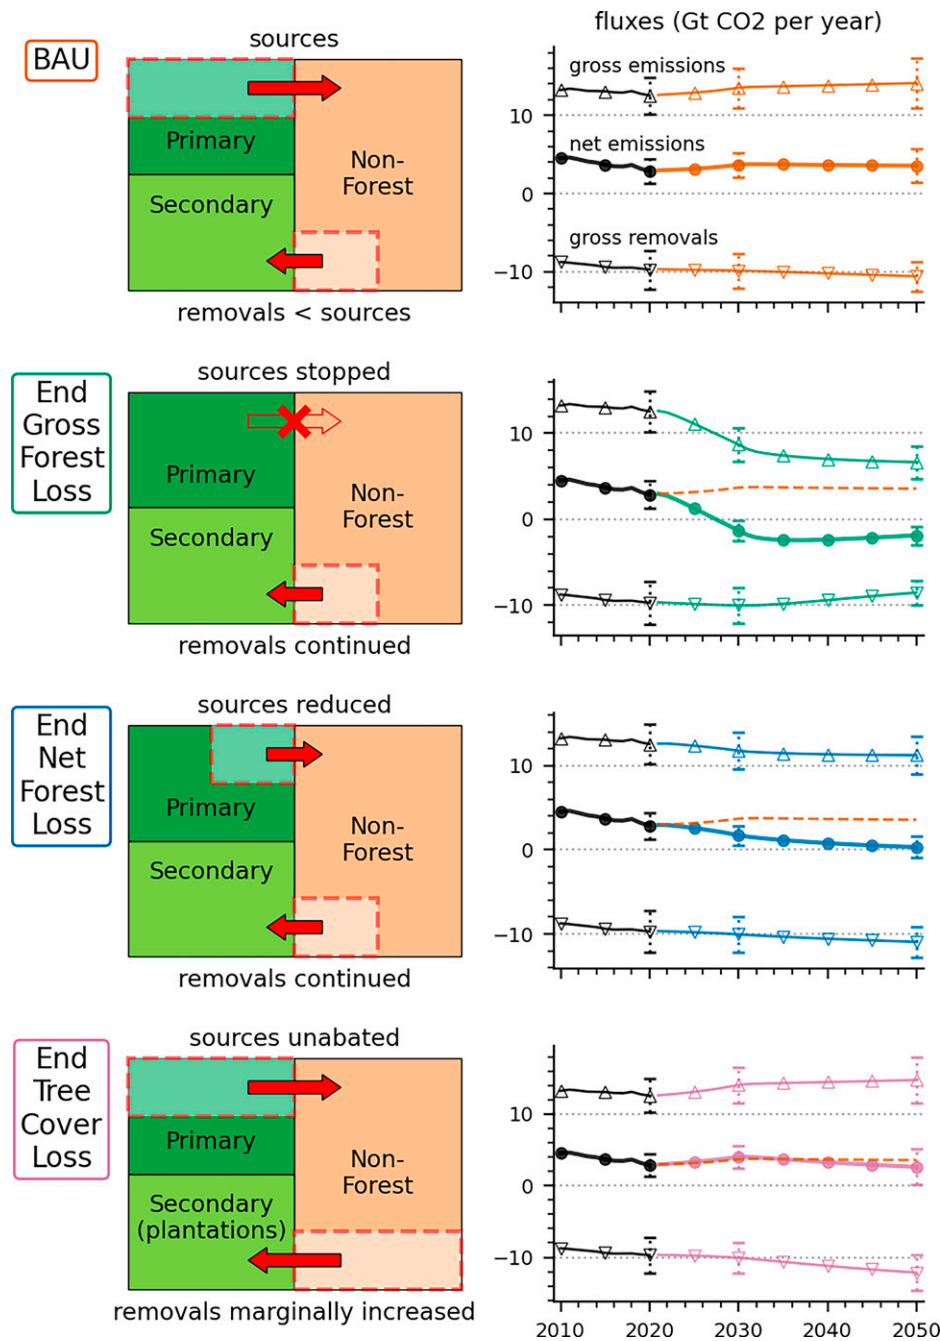 fluxes (Gt CO2 per year)
BAU
sources
Primary
Secondary
Non-
Forest
removals < sources
gross emissions
net emissions
gross removals
10
0
−10
End
Gross
Forest
Loss
sources stopped
Primary
Secondary
Non-
Forest
removals continued
10
0
−10
End
Net
Forest
Loss
sources reduced
Primary
Secondary
Non-
Forest
removals continued
10
0
−10
End
Tree
Cover
Loss
sources unabated
Primary
Secondary
(plantations)
Non-
Forest
removals marginally increased
10
0
−10
2010 2020 2030 2040 2050